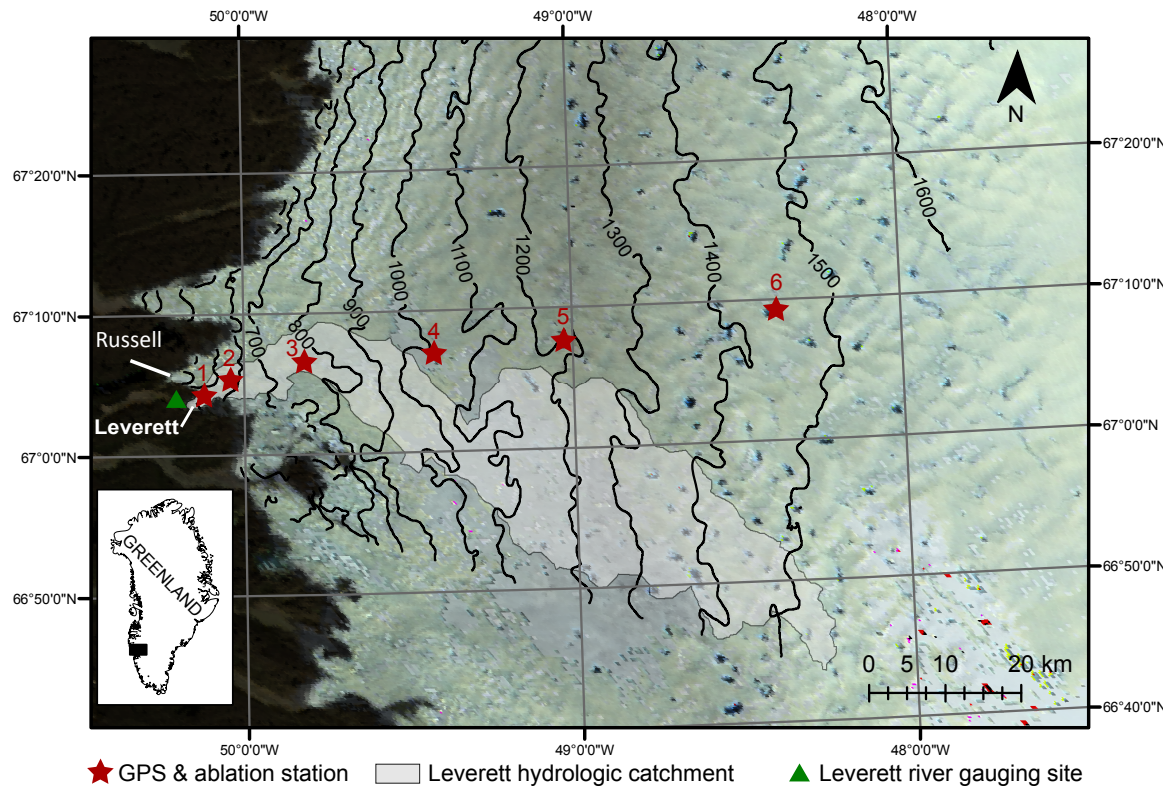 50°0'0"W 49°0'0"W 48°0'0"W
N
67°20'0"N 67°20'0"N
1600
1300
1200
1100
1000
1400
1500
67°10'0"N 67°10'0"N
6
5
4
900
800
700
3
2
1
Russell
Leverett
67°0'0"N 67°0'0"N
GREENLAND
66°50'0"N 66°50'0"N
0 5 10 20 km
66°40'0"N
50°0'0"W 49°0'0"W 48°0'0"W
GPS & ablation station Leverett hydrologic catchment Leverett river gauging site